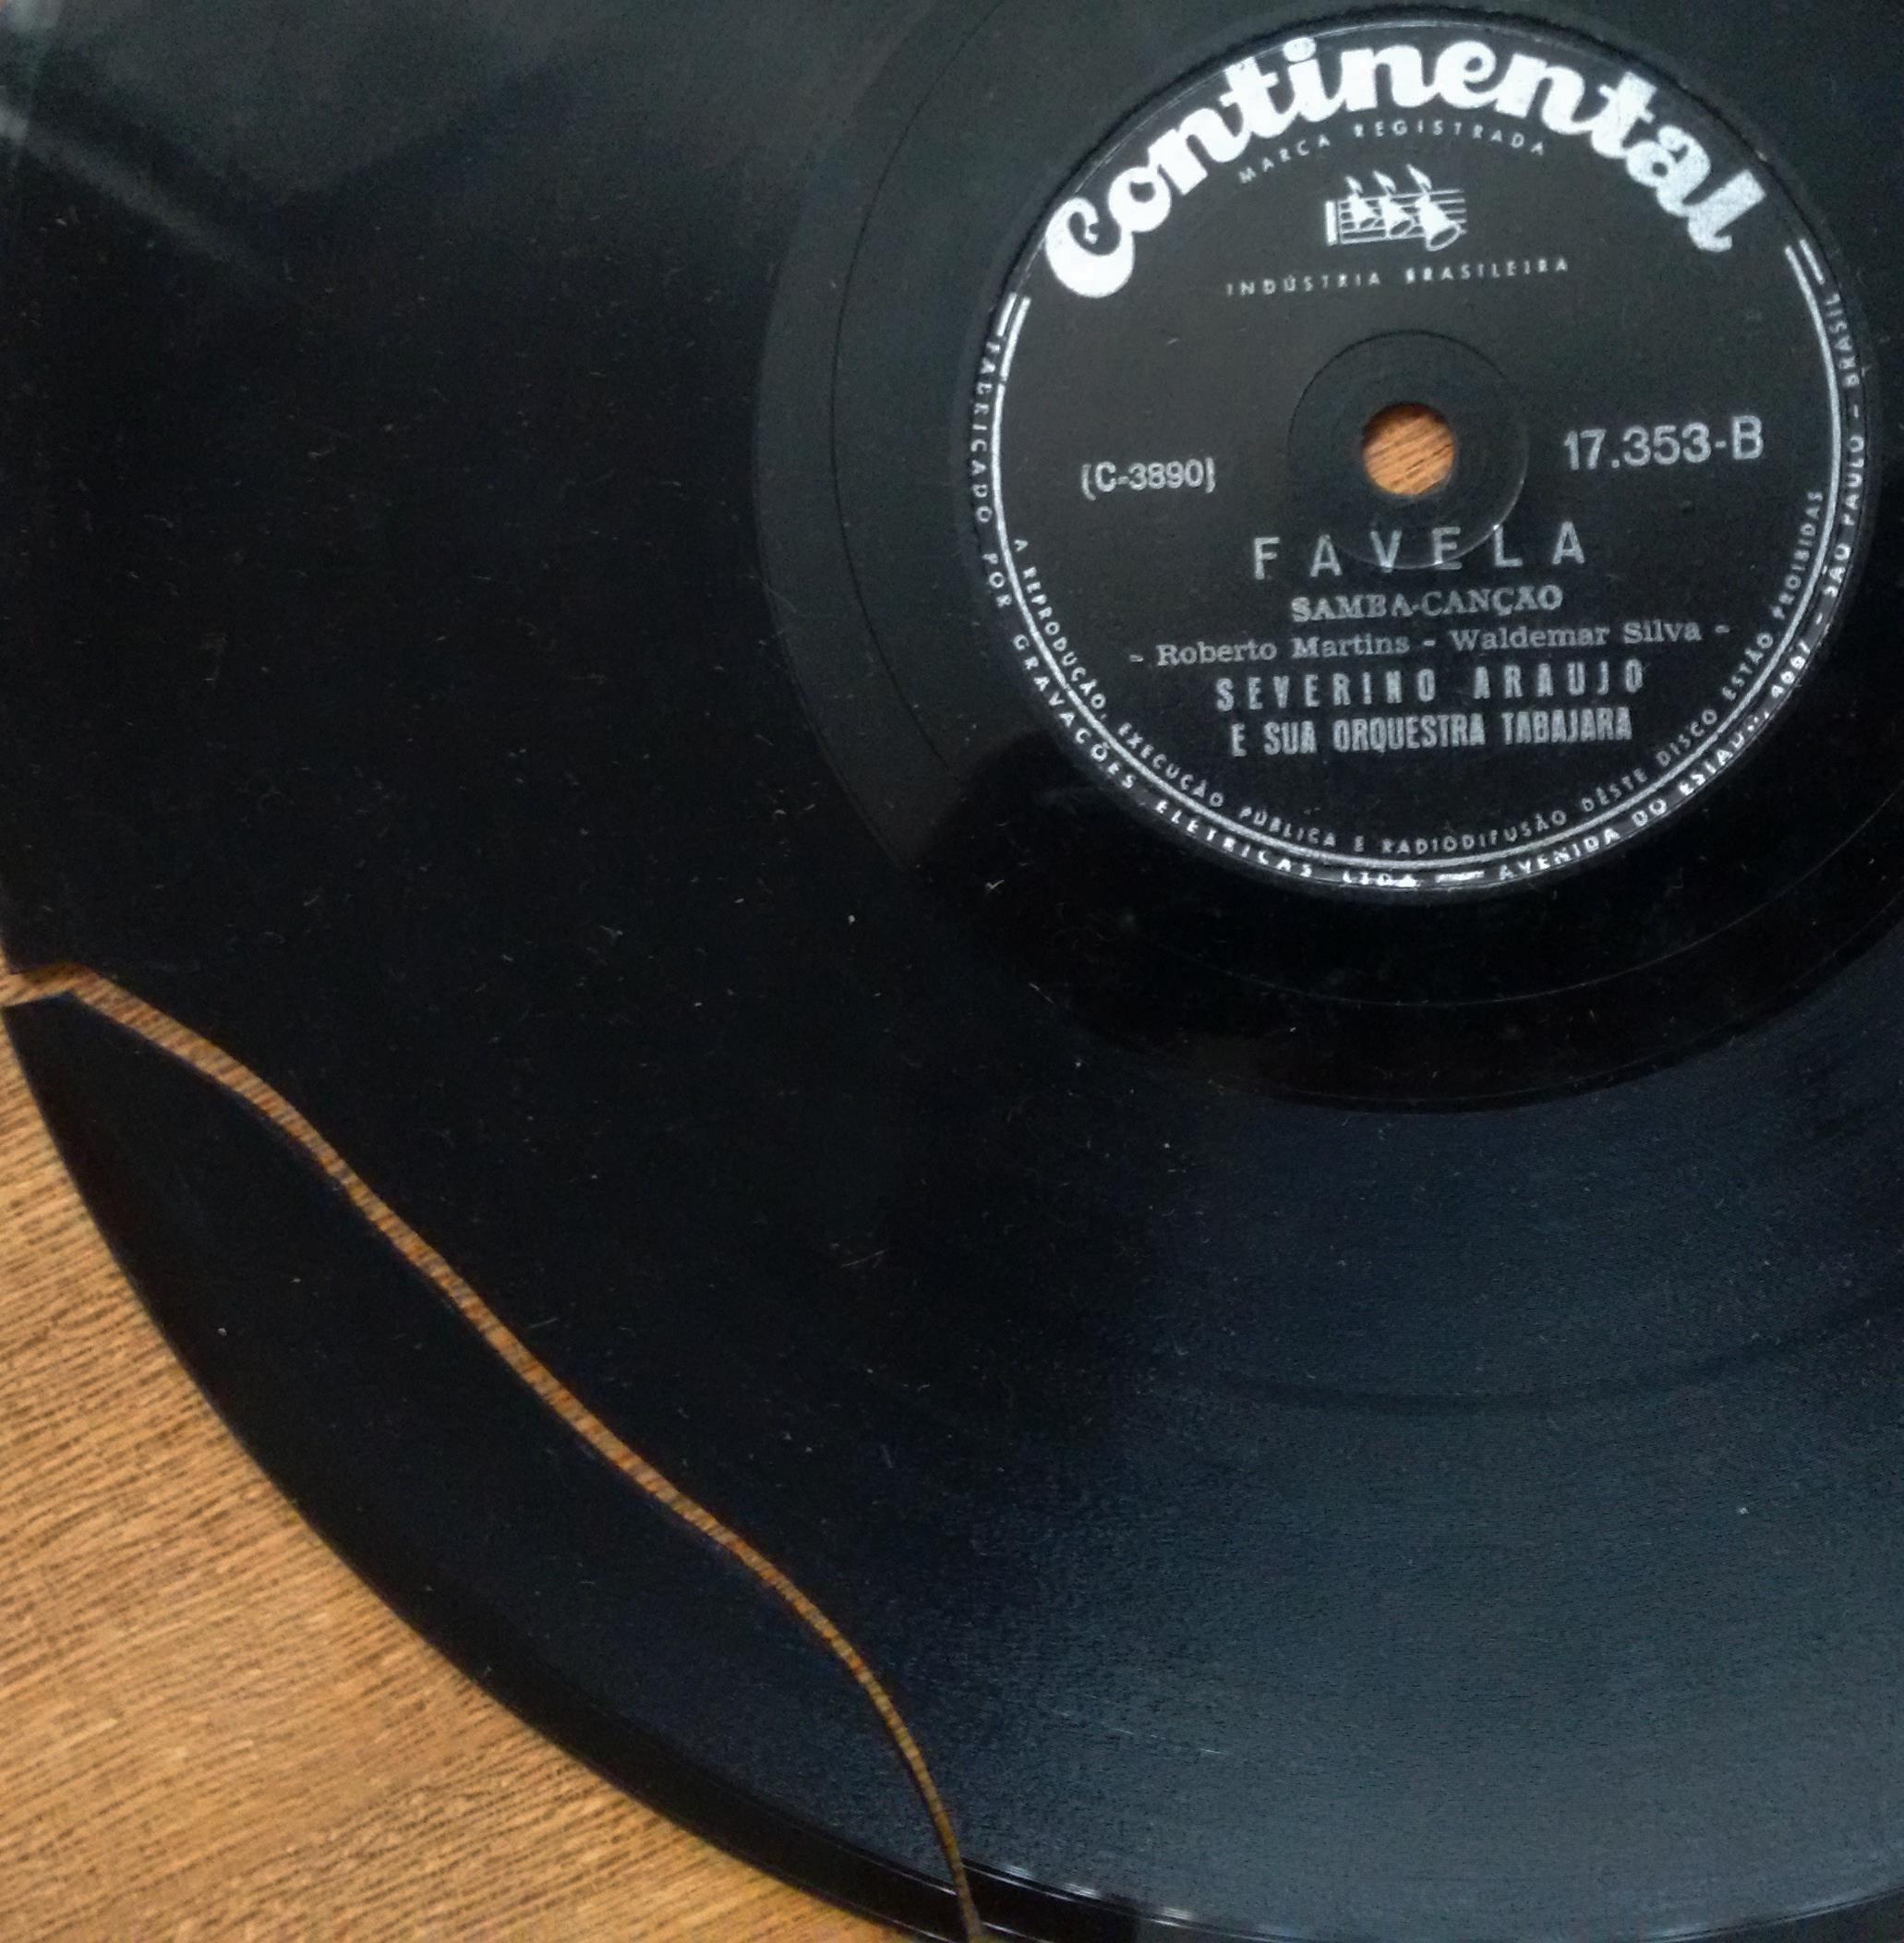 Continental
MARCA REGISTRADA
INDÚSTRIA BRASILEIRA
(C-3890)
17.353-B
FAVELA
SAMBA-CANÇÃO
- Roberto Martins - Waldemar Silva -
SEVERINO ARAUJO
E SUA ORQUESTRA TABAJARA
A REPRODUÇÃO, EXECUÇÃO PÚBLICA E RADIODIFUSÃO DÊSTE DISCO ESTÃO PROIBIDAS
FABRICADO POR GRAVAÇÕES ELÉTRICAS LTDA. — AVENIDA DO ESTADO, - SÃO PAULO - BRASIL